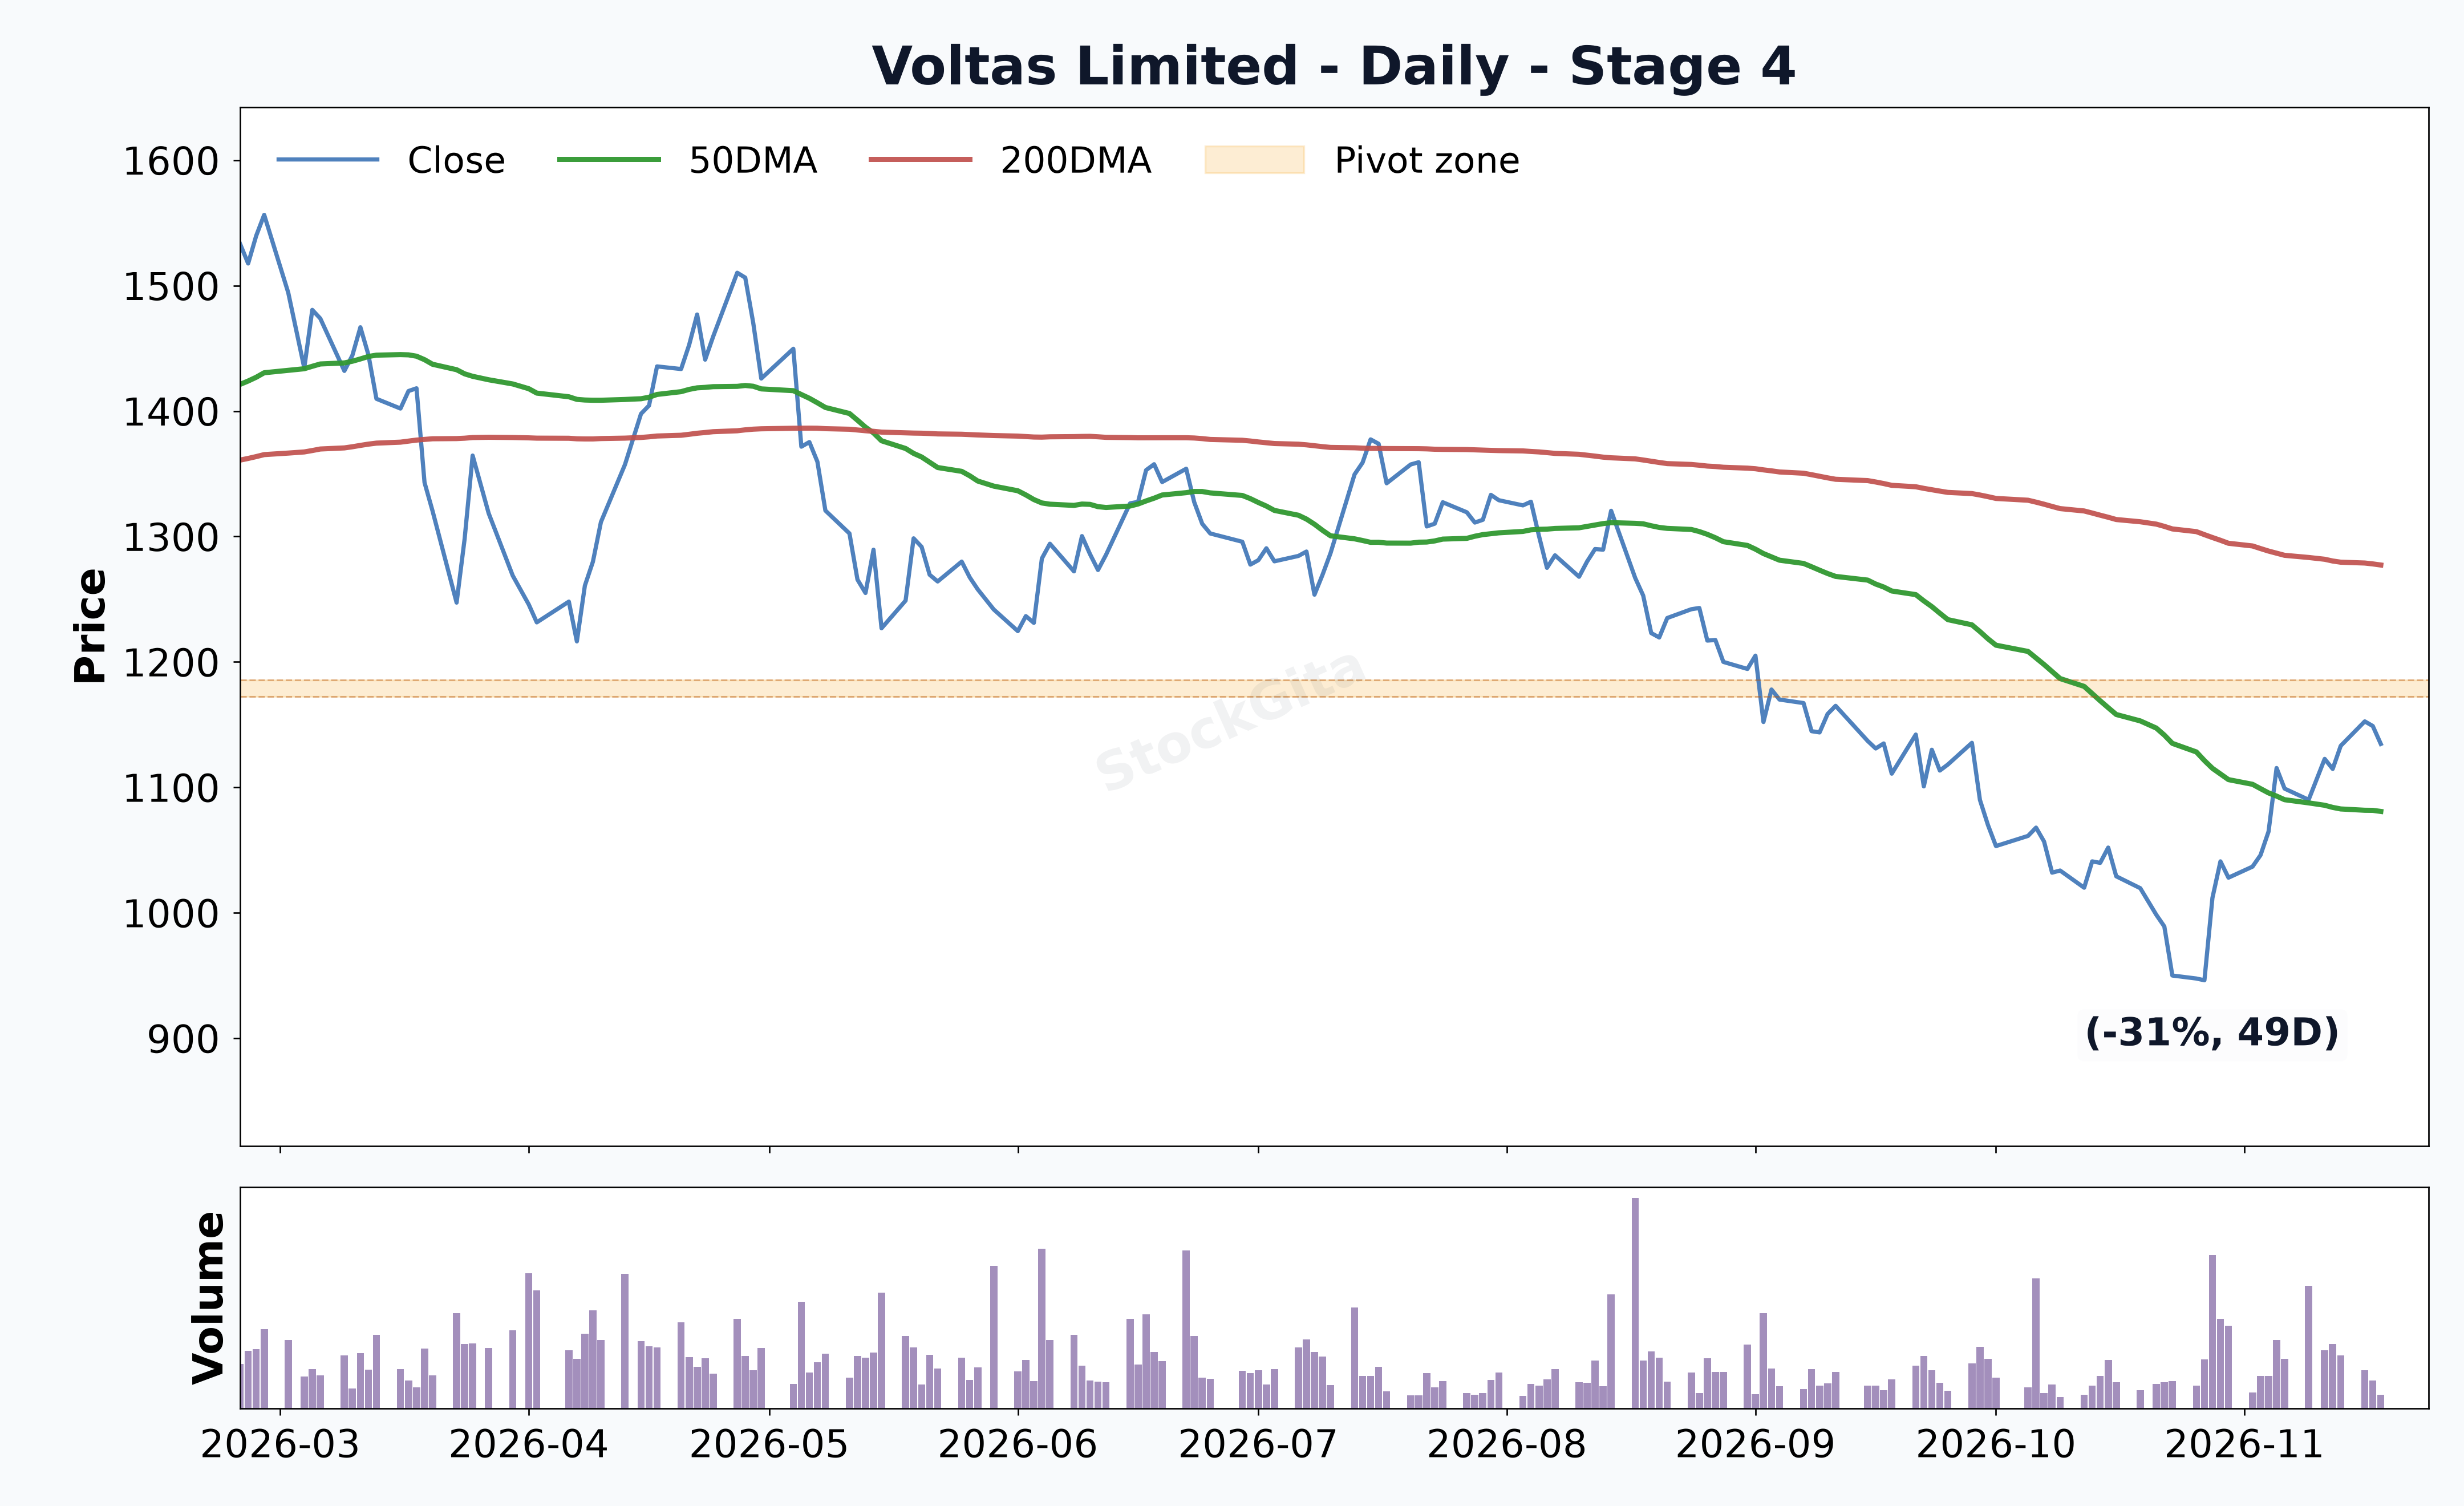 Voltas Limited - Daily - Stage 4
Close 50DMA 200DMA Pivot zone
1600
1500
1400
1300
1200
1100
1000
900
Price
StockGita
(-31%, 49D)
Volume
2026-03 2026-04 2026-05 2026-06 2026-07 2026-08 2026-09 2026-10 2026-11